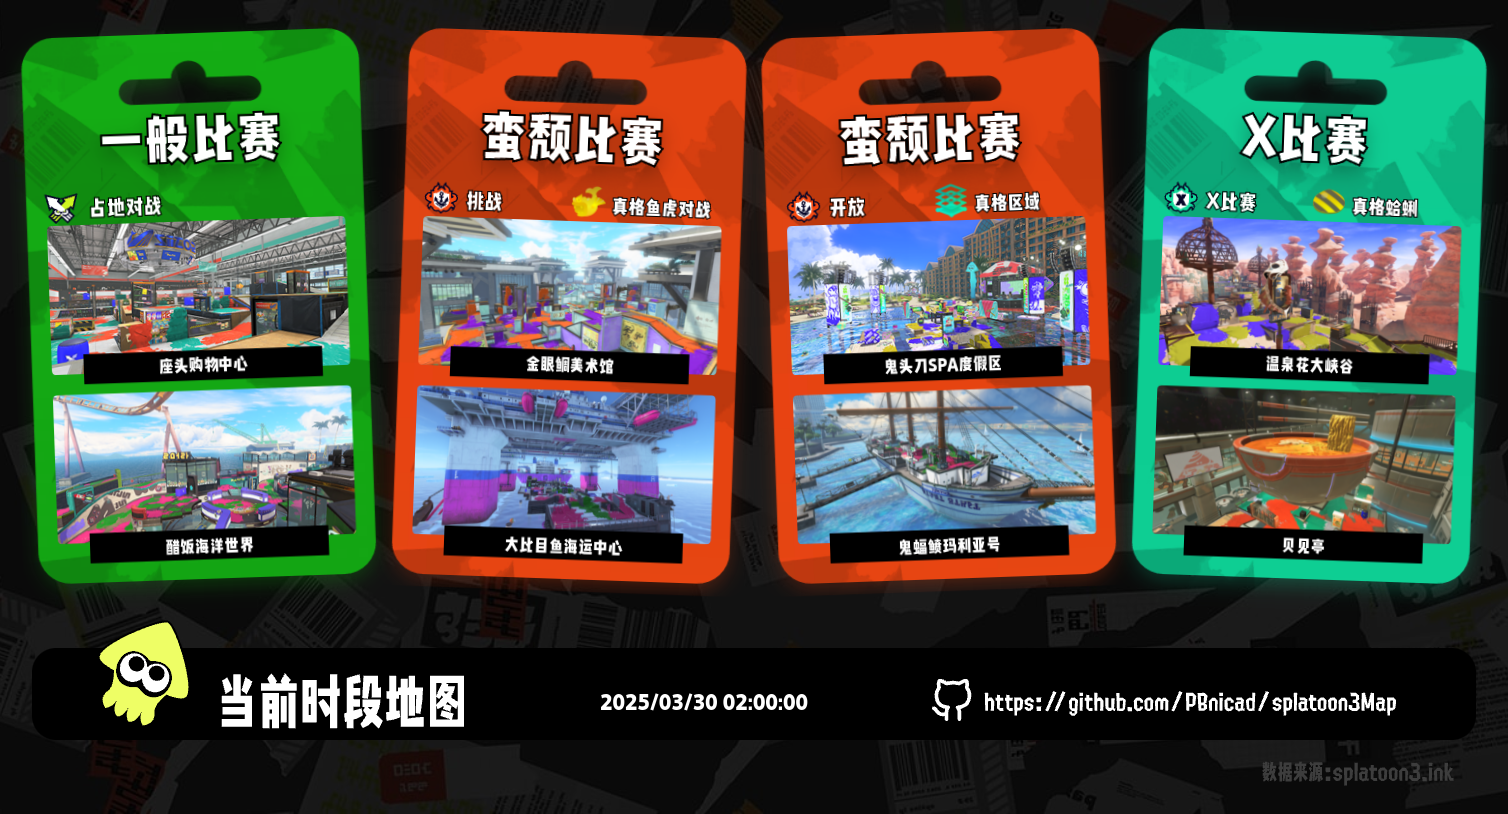 一般比赛
占地对战
座头购物中心
醋饭海洋世界
蛮颓比赛
挑战
真格鱼虎对战
金眼鲷美术馆
大比目鱼海运中心
蛮颓比赛
开放
真格区域
鬼头刀SPA度假区
鬼蝠鲼玛利亚号
X比赛
X比赛
真格蛤蜊
温泉花大峡谷
贝见亭
当前时段地图
2025/03/30 02:00:00
https://github.com/PBnicad/splatoon3Map
数据来源:splatoon3.ink